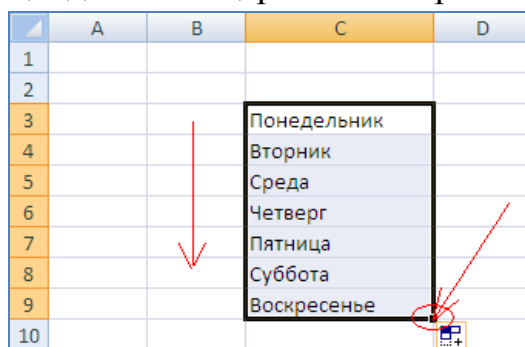 A B C D
1
2
3 Понедельник
4 Вторник
5 Среда
6 Четверг
7 Пятница
8 Суббота
9 Воскресенье
10